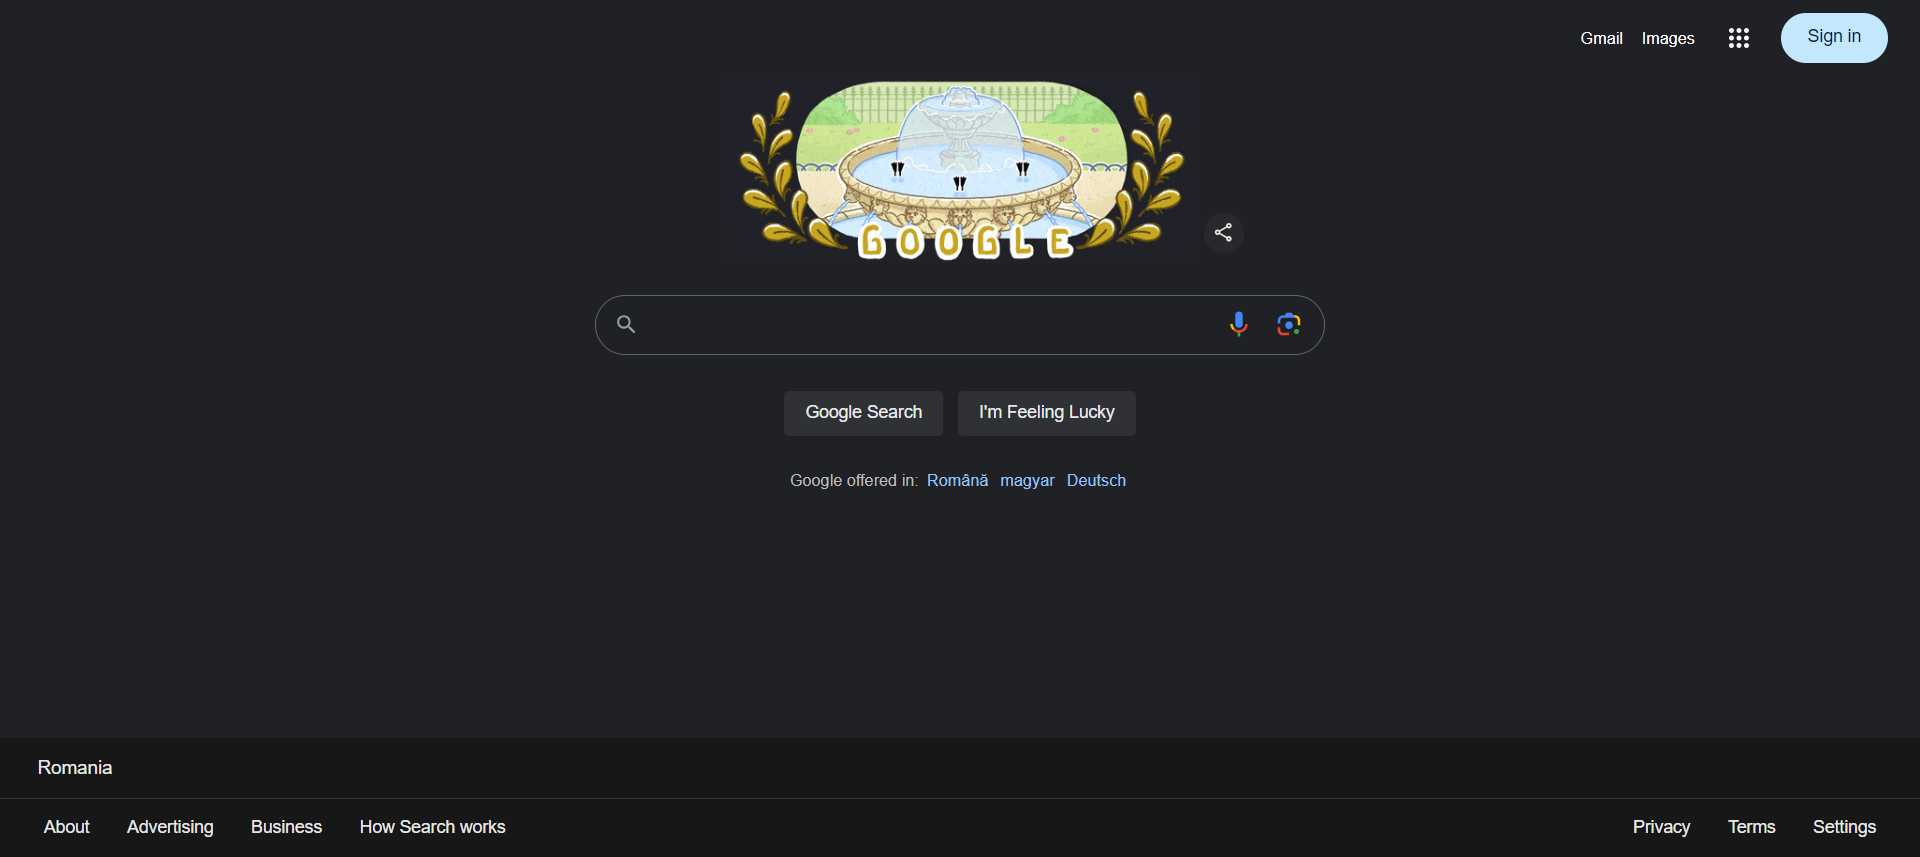 Gmail Images Sign in
GOOGLE
Google Search I'm Feeling Lucky
Google offered in: Română magyar Deutsch
Romania
About Advertising Business How Search works Privacy Terms Settings